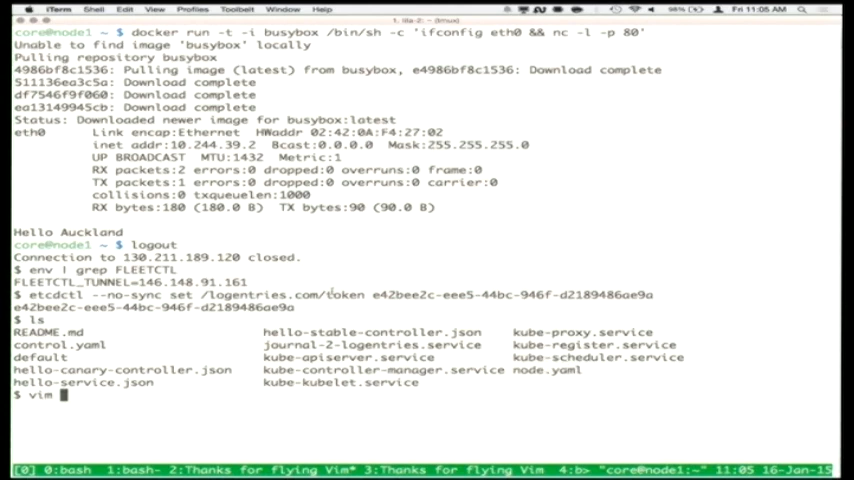 iTerm Shell Edit View Profiles Toolbelt Window Help 98% Fri 11:05 AM
core@node1 ~ $ docker run -t -i busybox /bin/sh -c 'ifconfig eth0 && nc -l -p 80'
Unable to find image 'busybox' locally
Pulling repository busybox
4986bf8c1536: Pulling image (latest) from busybox, e4986bf8c1536: Download complete
511136ea3c5a: Download complete
df7546f9f060: Download complete
ea13149945cb: Download complete
Status: Downloaded newer image for busybox:latest
eth0 Link encap:Ethernet HWaddr 02:42:0A:F4:27:02
inet addr:10.244.39.2 Bcast:0.0.0.0 Mask:255.255.255.0
UP BROADCAST MTU:1432 Metric:1
RX packets:2 errors:0 dropped:0 overruns:0 frame:0
TX packets:1 errors:0 dropped:0 overruns:0 carrier:0
collisions:0 txqueuelen:1000
RX bytes:180 (180.0 B) TX bytes:90 (90.0 B)
Hello Auckland
core@node1 ~ $ logout
Connection to 130.211.189.120 closed.
$ env | grep FLEETCTL
FLEETCTL_TUNNEL=146.148.91.161
$ etcdctl --no-sync set /logentries.com/token e42bee2c-eee5-44bc-946f-d2189486ae9a
e42bee2c-eee5-44bc-946f-d2189486ae9a
$ ls
README.md hello-stable-controller.json kube-proxy.service
control.yaml journal-2-logentries.service kube-register.service
default kube-apiserver.service kube-scheduler.service
hello-canary-controller.json kube-controller-manager.service node.yaml
hello-service.json kube-kubelet.service
$ vim
[0] 0:bash 1:bash- 2:Thanks for flying Vim* 3:Thanks for flying Vim 4:b> "core@node1:~" 11:05 16-Jan-15